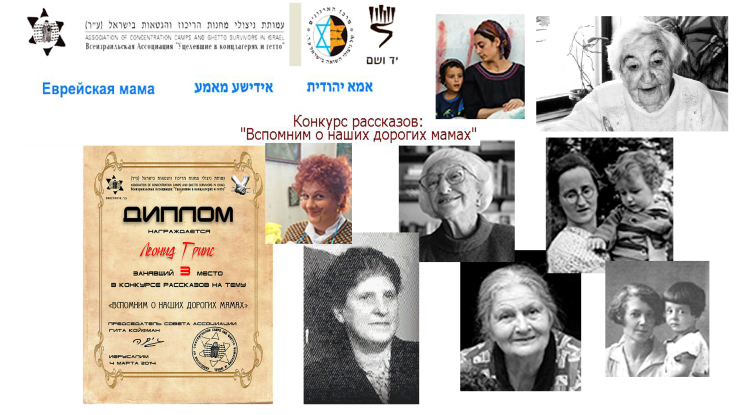 עמותת ניצולי מחנות הריכוז והגטאות בישראל (ע"ר)
ASSOCIATION OF CONCENTRATION CAMPS AND GHETTO SURVIVORS IN ISRAEL
Всеизраильская Ассоциация "Уцелевшие в концлагерях и гетто"
יד ושם
Еврейская мама
אידישע מאמע
אמא יהודית
Конкурс рассказов:
"Вспомним о наших дорогих мамах"
ДИПЛОМ
НАГРАЖДАЕТСЯ
Леонид Грипс
ЗАНЯВШИЙ 3 МЕСТО
В КОНКУРСЕ РАССКАЗОВ НА ТЕМУ
«ВСПОМНИМ О НАШИХ ДОРОГИХ МАМАХ»
ПРЕДСЕДАТЕЛЬ СОВЕТА АССОЦИАЦИИ
ГИТА КОЙФМАН
ИЕРУСАЛИМ
4 МАРТА 2014